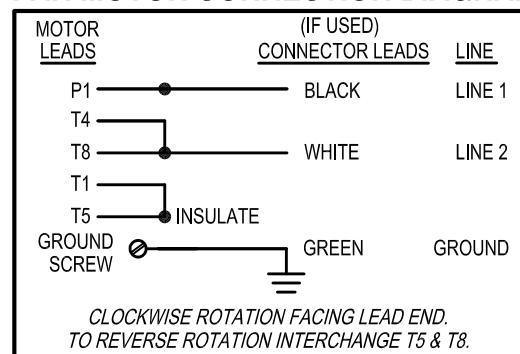 MOTOR LEADS (IF USED) CONNECTOR LEADS LINE
P1 BLACK LINE 1
T4
T8 WHITE LINE 2
T1
T5 INSULATE
GROUND SCREW GREEN GROUND
CLOCKWISE ROTATION FACING LEAD END.
TO REVERSE ROTATION INTERCHANGE T5 & T8.